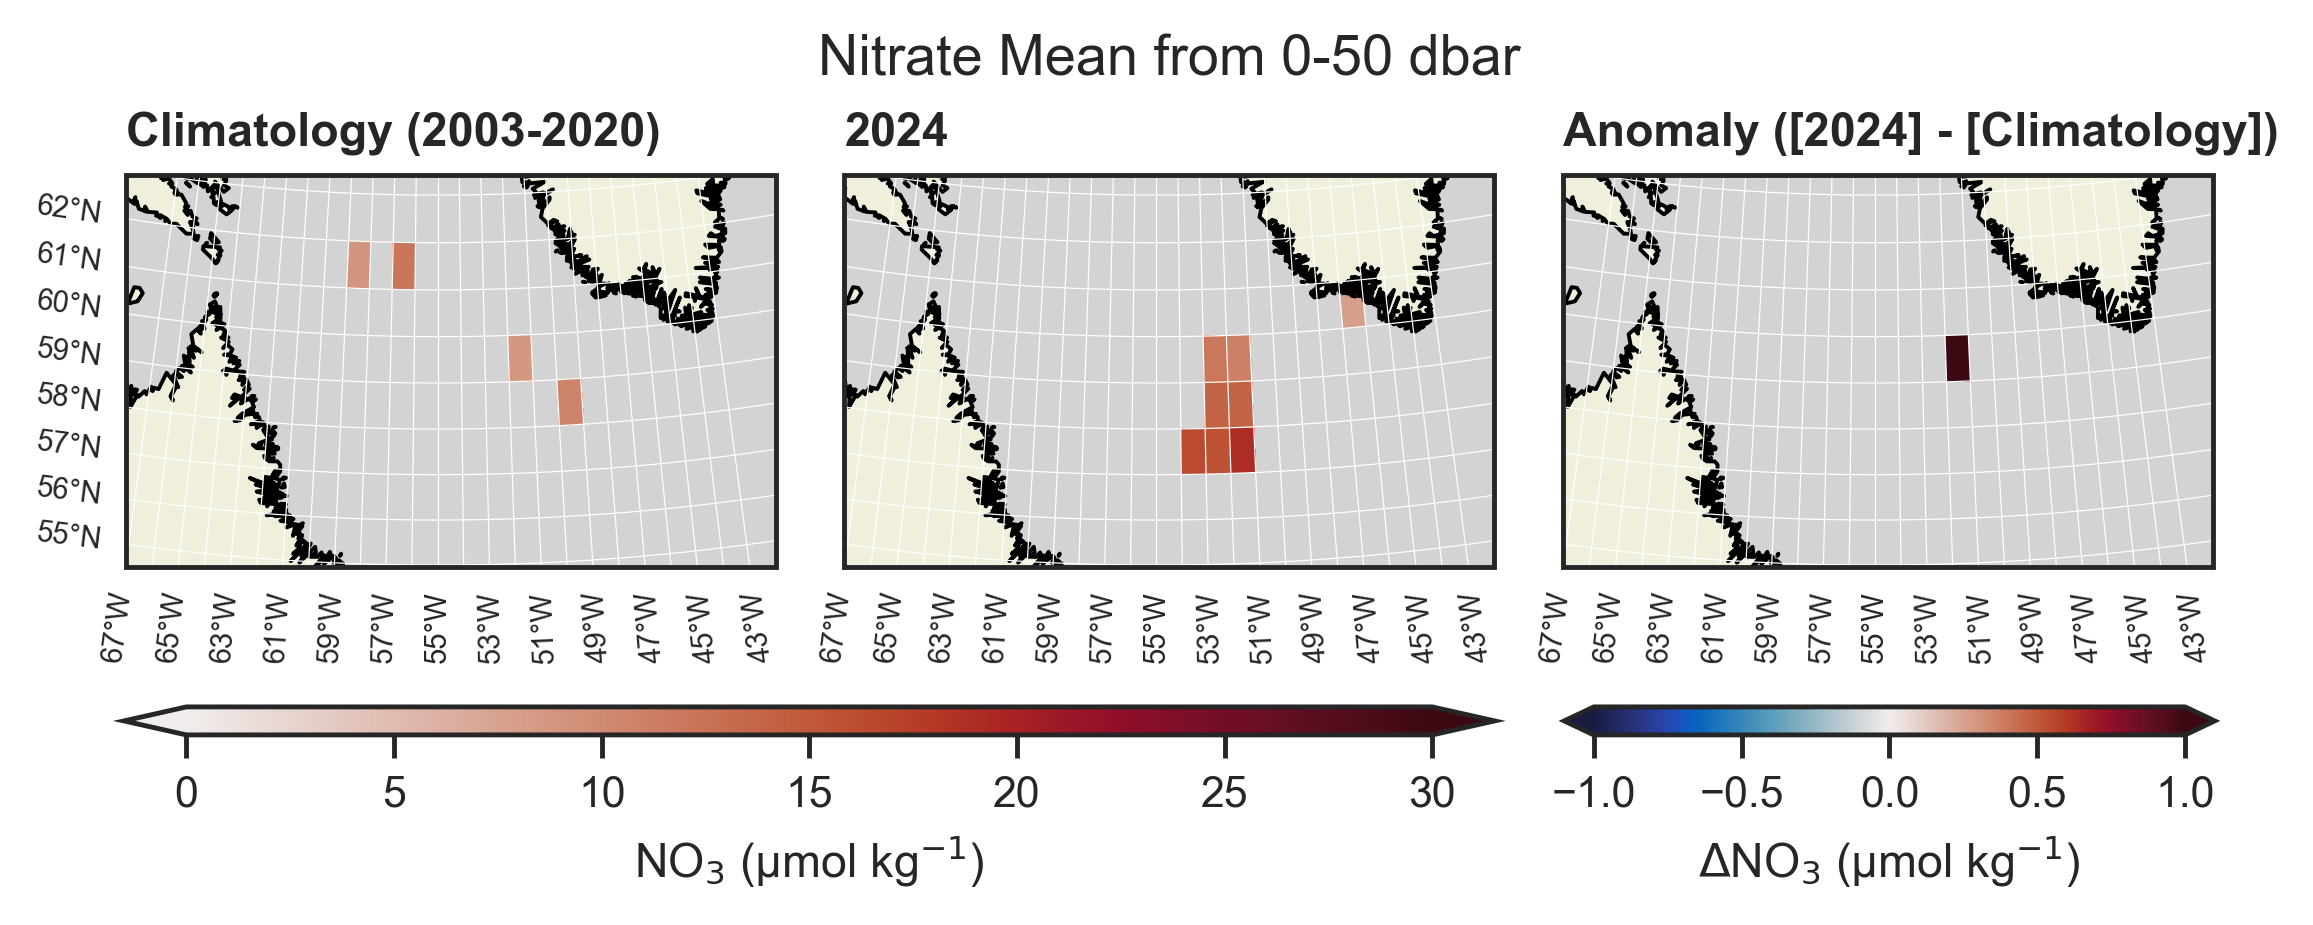 Nitrate Mean from 0-50 dbar
Climatology (2003-2020)
2024
Anomaly ([2024] - [Climatology])
62°N
61°N
60°N
59°N
58°N
57°N
56°N
55°N
67°W 65°W 63°W 61°W 59°W 57°W 55°W 53°W 51°W 49°W 47°W 45°W 43°W
67°W 65°W 63°W 61°W 59°W 57°W 55°W 53°W 51°W 49°W 47°W 45°W 43°W
67°W 65°W 63°W 61°W 59°W 57°W 55°W 53°W 51°W 49°W 47°W 45°W 43°W
0 5 10 15 20 25 30
NO₃ (µmol kg⁻¹)
−1.0 −0.5 0.0 0.5 1.0
ΔNO₃ (µmol kg⁻¹)